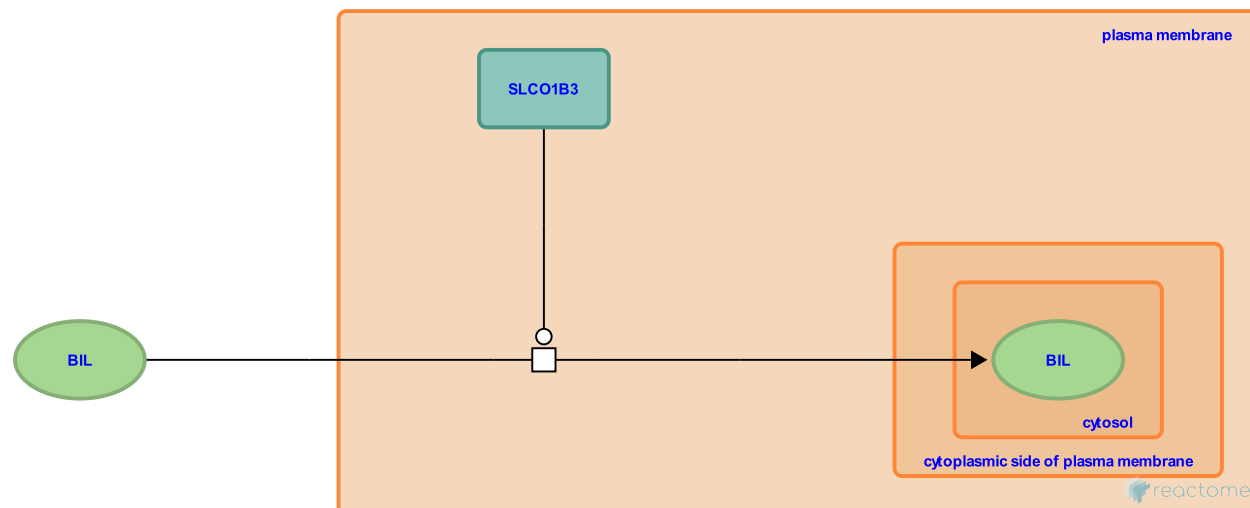 plasma membrane
SLCO1B3
BIL
BIL
cytosol
cytoplasmic side of plasma membrane
reactome